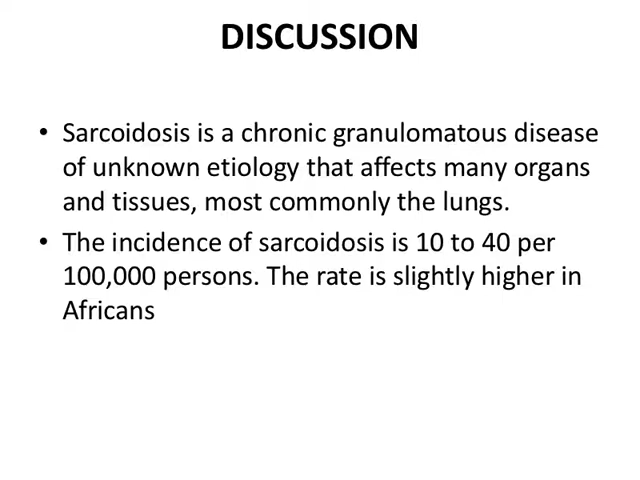 DISCUSSION
• Sarcoidosis is a chronic granulomatous disease
of unknown etiology that affects many organs
and tissues, most commonly the lungs.
• The incidence of sarcoidosis is 10 to 40 per
100,000 persons. The rate is slightly higher in
Africans